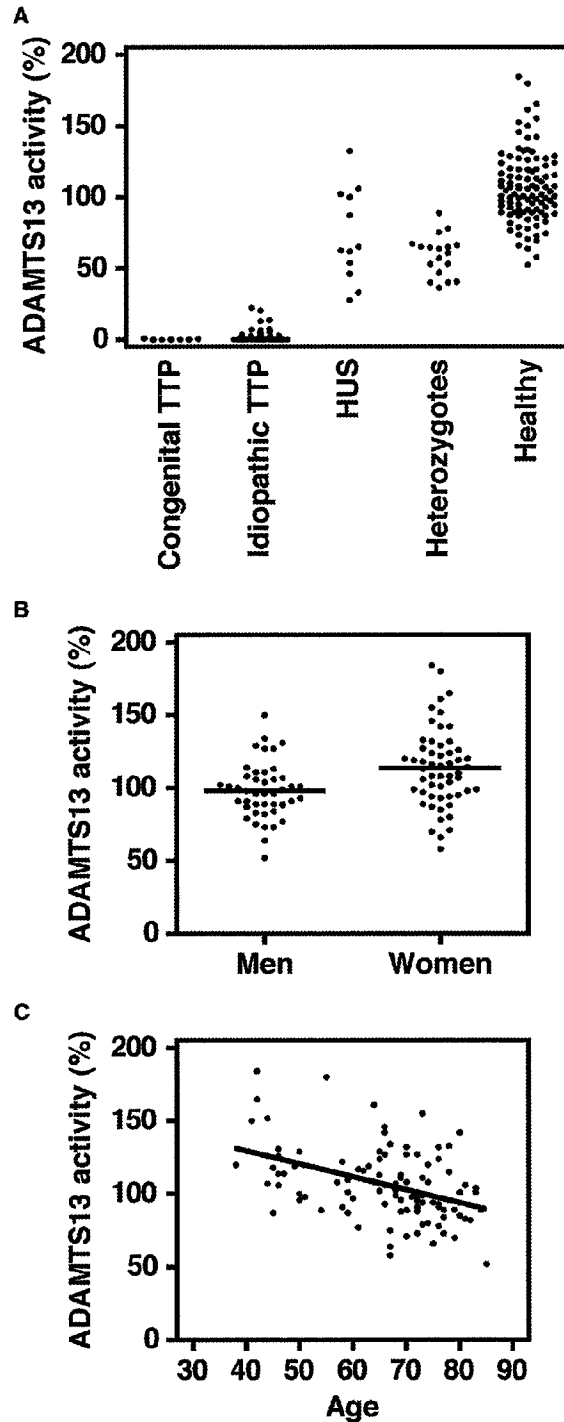 A
ADAMTS13 activity (%)
200
150
100
50
0
Congenital TTP
Idiopathic TTP
HUS
Heterozygotes
Healthy
B
ADAMTS13 activity (%)
200
150
100
50
0
Men Women
C
ADAMTS13 activity (%)
200
150
100
50
0
30 40 50 60 70 80 90
Age